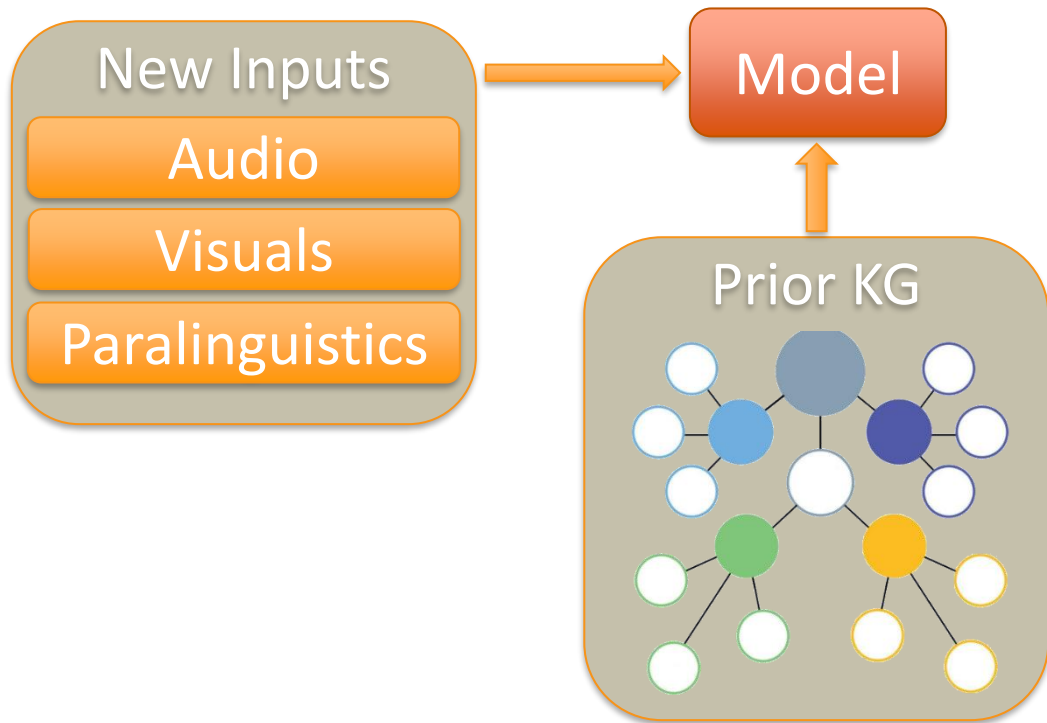 New Inputs
Audio
Visuals
Paralinguistics
Model
Prior KG